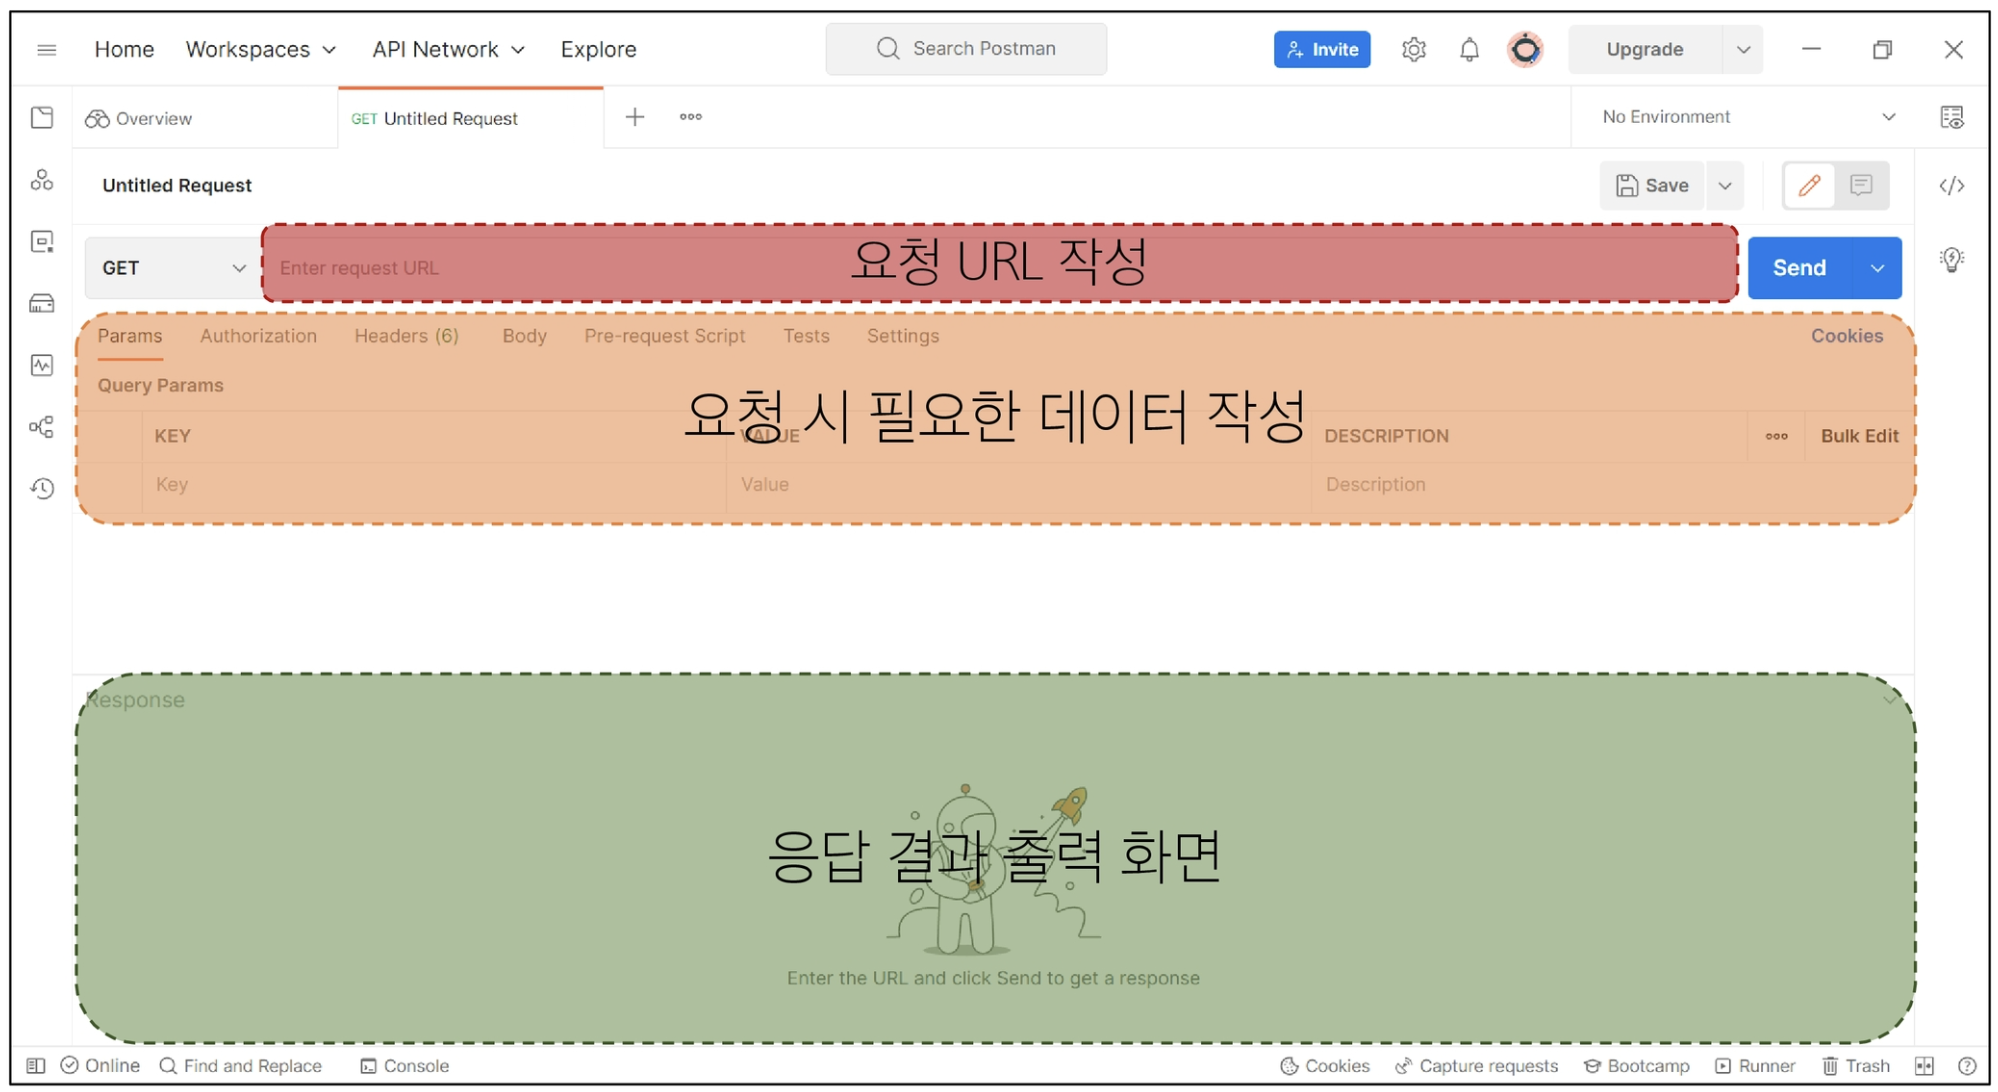 Home Workspaces API Network Explore Search Postman Invite Upgrade
Overview GET Untitled Request No Environment
Untitled Request Save
GET Enter request URL 요청 URL 작성 Send
Params Authorization Headers (6) Body Pre-request Script Tests Settings Cookies
Query Params
요청 시 필요한 데이터 작성
KEY VALUE DESCRIPTION Bulk Edit
Key Value Description
Response
응답 결과 출력 화면
Enter the URL and click Send to get a response
Online Find and Replace Console Cookies Capture requests Bootcamp Runner Trash